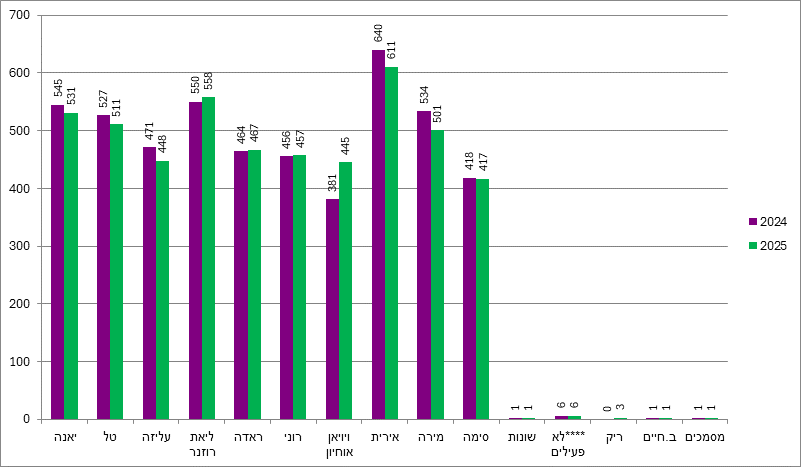 700
600
500
400
300
200
100
0
545
531
527
511
471
448
550
558
464
467
456
457
381
445
640
611
534
501
418
417
1
1
6
6
0
3
1
1
1
1
יאנה
טל
עליזה
ליאת
רוזנר
ראדה
רוני
וויאן
אוחיון
אירית
מירה
סימה
שונות
****לא
פעילים
ריק
ב.חיים
מסמכים
2024
2025